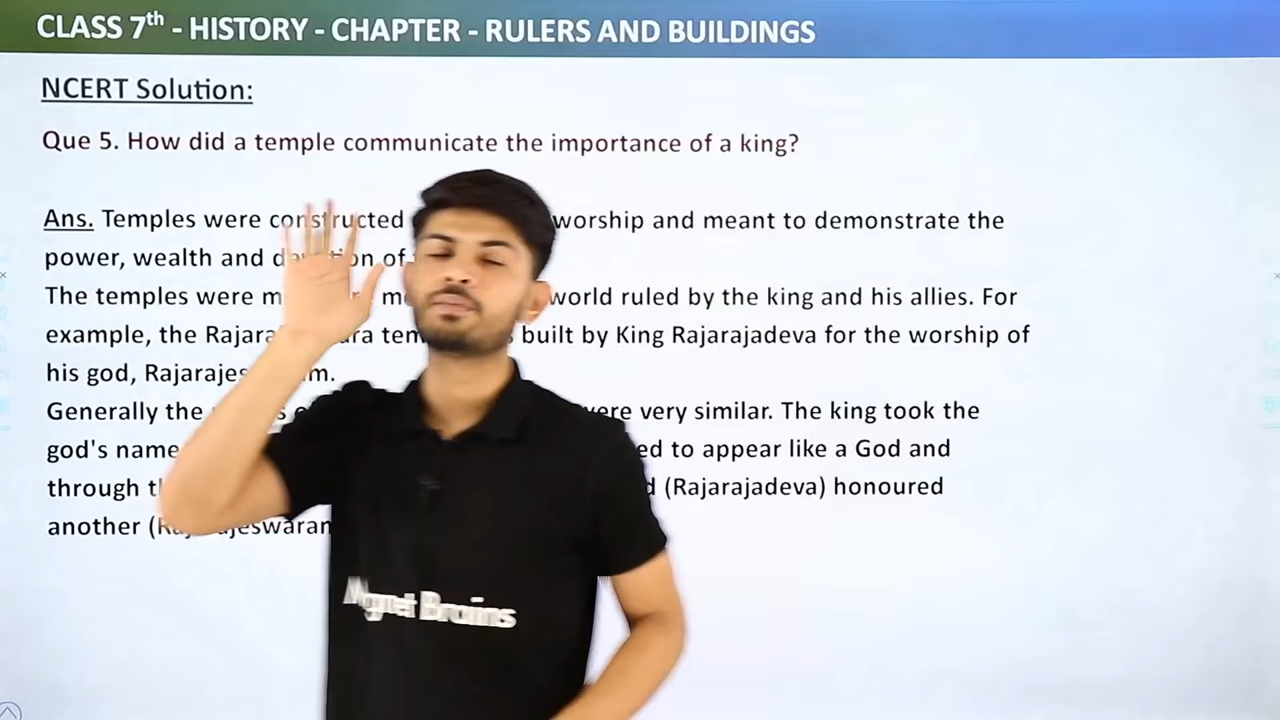 CLASS 7th - HISTORY - CHAPTER - RULERS AND BUILDINGS
NCERT Solution:
Que 5. How did a temple communicate the importance of a king?
Ans. Temples were constructed worship and meant to demonstrate the
power, wealth and of
The temples were world ruled by the king and his allies. For
example, the built by King Rajarajadeva for the worship of
his god,
Generally the were very similar. The king took the
god's name to appear like a God and
through (Rajarajadeva) honoured
another
Magnet Brains